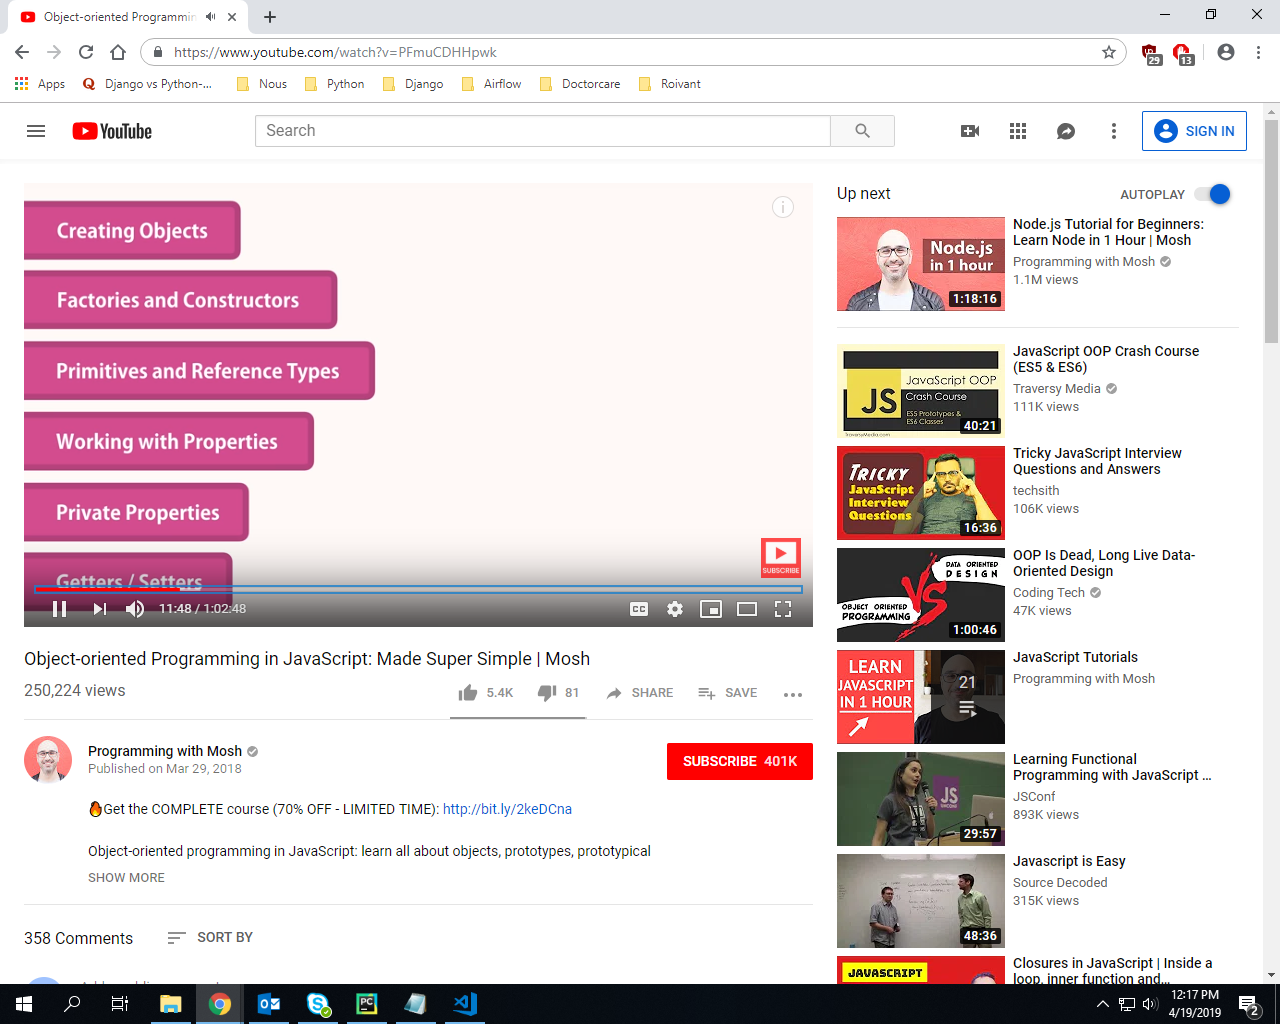 Object-oriented Programmin
https://www.youtube.com/watch?v=PFmuCDHHpwk
29
13
Apps
Django vs Python-...
Nous
Python
Django
Airflow
Doctorcare
Roivant
YouTube
Search
SIGN IN
Creating Objects
Factories and Constructors
Primitives and Reference Types
Working with Properties
Private Properties
Getters / Setters
SUBSCRIBE
11:48 / 1:02:48
CC
Object-oriented Programming in JavaScript: Made Super Simple | Mosh
250,224 views
5.4K
81
SHARE
SAVE
Programming with Mosh
Published on Mar 29, 2018
SUBSCRIBE 401K
Get the COMPLETE course (70% OFF - LIMITED TIME): http://bit.ly/2keDCna
Object-oriented programming in JavaScript: learn all about objects, prototypes, prototypical
SHOW MORE
358 Comments
SORT BY
Up next
AUTOPLAY
Node.js
in 1 hour
1:18:16
Node.js Tutorial for Beginners:
Learn Node in 1 Hour | Mosh
Programming with Mosh
1.1M views
JS
JavaScript OOP
Crash Course
ES5 Prototypes &
ES6 Classes
TraversyMedia.com
40:21
JavaScript OOP Crash Course
(ES5 & ES6)
Traversy Media
111K views
TRICKY
JavaScript
Interview
Questions
16:36
Tricky JavaScript Interview
Questions and Answers
techsith
106K views
DATA ORIENTED
DESIGN
VS
OBJECT ORIENTED
PROGRAMMING
1:00:46
OOP Is Dead, Long Live Data-
Oriented Design
Coding Tech
47K views
LEARN
JAVASCRIPT
IN 1 HOUR
21
JavaScript Tutorials
Programming with Mosh
JS
29:57
Learning Functional
Programming with JavaScript ...
JSConf
893K views
48:36
Javascript is Easy
Source Decoded
315K views
JAVASCRIPT
Closures in JavaScript | Inside a
loop, inner function and
PC
12:17 PM
4/19/2019
2